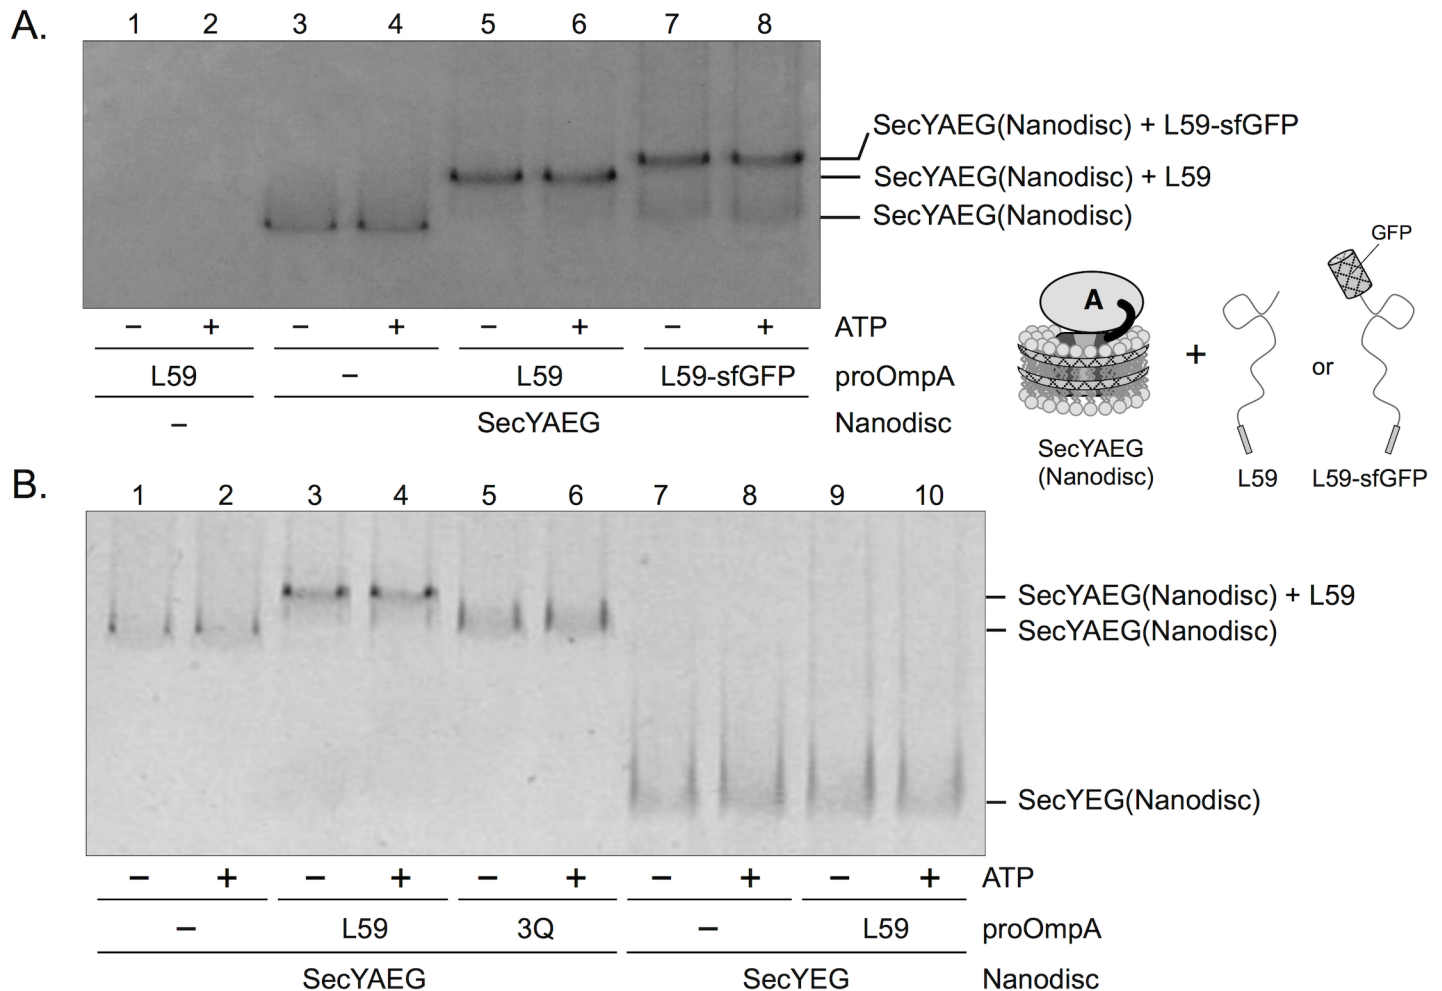 A.
1 2 3 4 5 6 7 8
SecYAEG(Nanodisc) + L59-sfGFP
SecYAEG(Nanodisc) + L59
SecYAEG(Nanodisc)
− + − + − + − + ATP
L59 − L59 L59-sfGFP proOmpA
− SecYAEG Nanodisc
GFP
A
+
or
SecYAEG
(Nanodisc)
L59
L59-sfGFP
B.
1 2 3 4 5 6 7 8 9 10
SecYAEG(Nanodisc) + L59
SecYAEG(Nanodisc)
SecYEG(Nanodisc)
− + − + − + − + − + ATP
− L59 3Q − L59 proOmpA
SecYAEG SecYEG Nanodisc